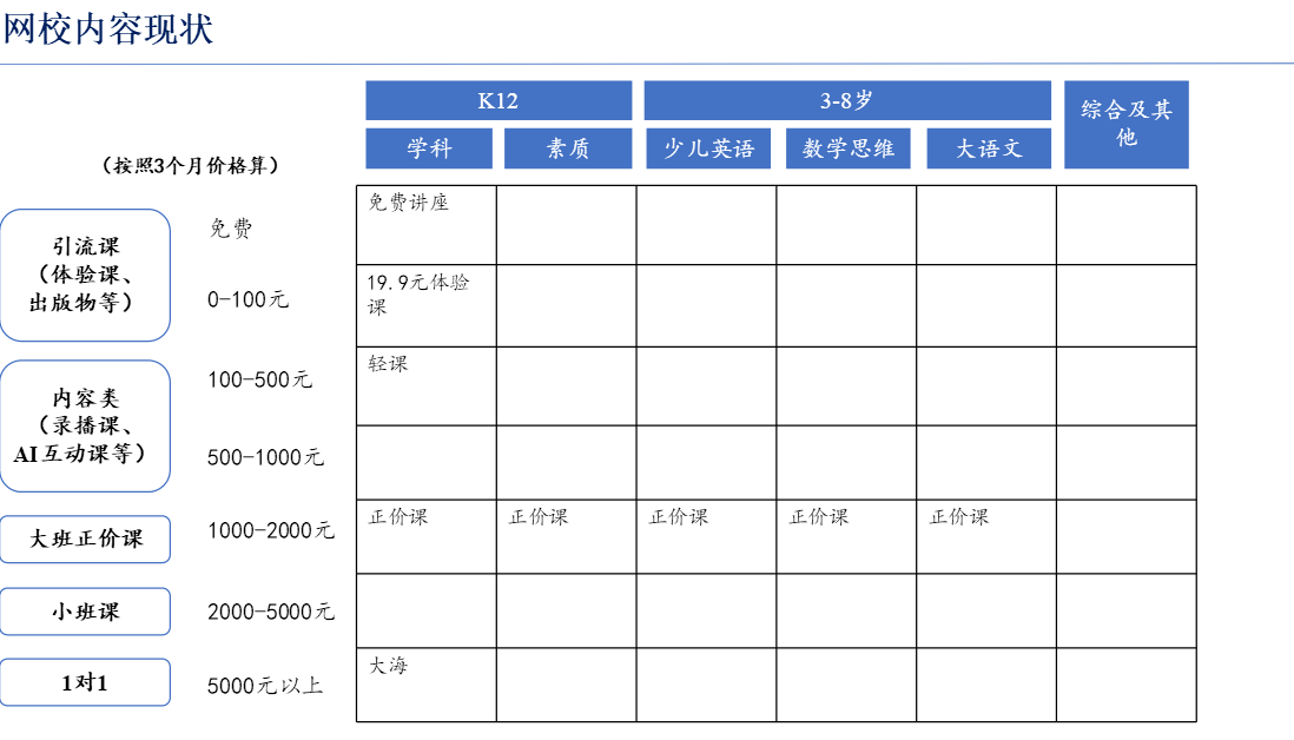 网校内容现状
K12
3-8岁
综合及其
他
学科
素质
少儿英语
数学思维
大语文
（按照3个月价格算）
引流课
（体验课、
出版物等）
免费
免费讲座
0-100元
19.9元体验
课
内容类
（录播课、
AI互动课等）
100-500元
轻课
500-1000元
大班正价课
1000-2000元
正价课
正价课
正价课
正价课
正价课
小班课
2000-5000元
1对1
5000元以上
大海